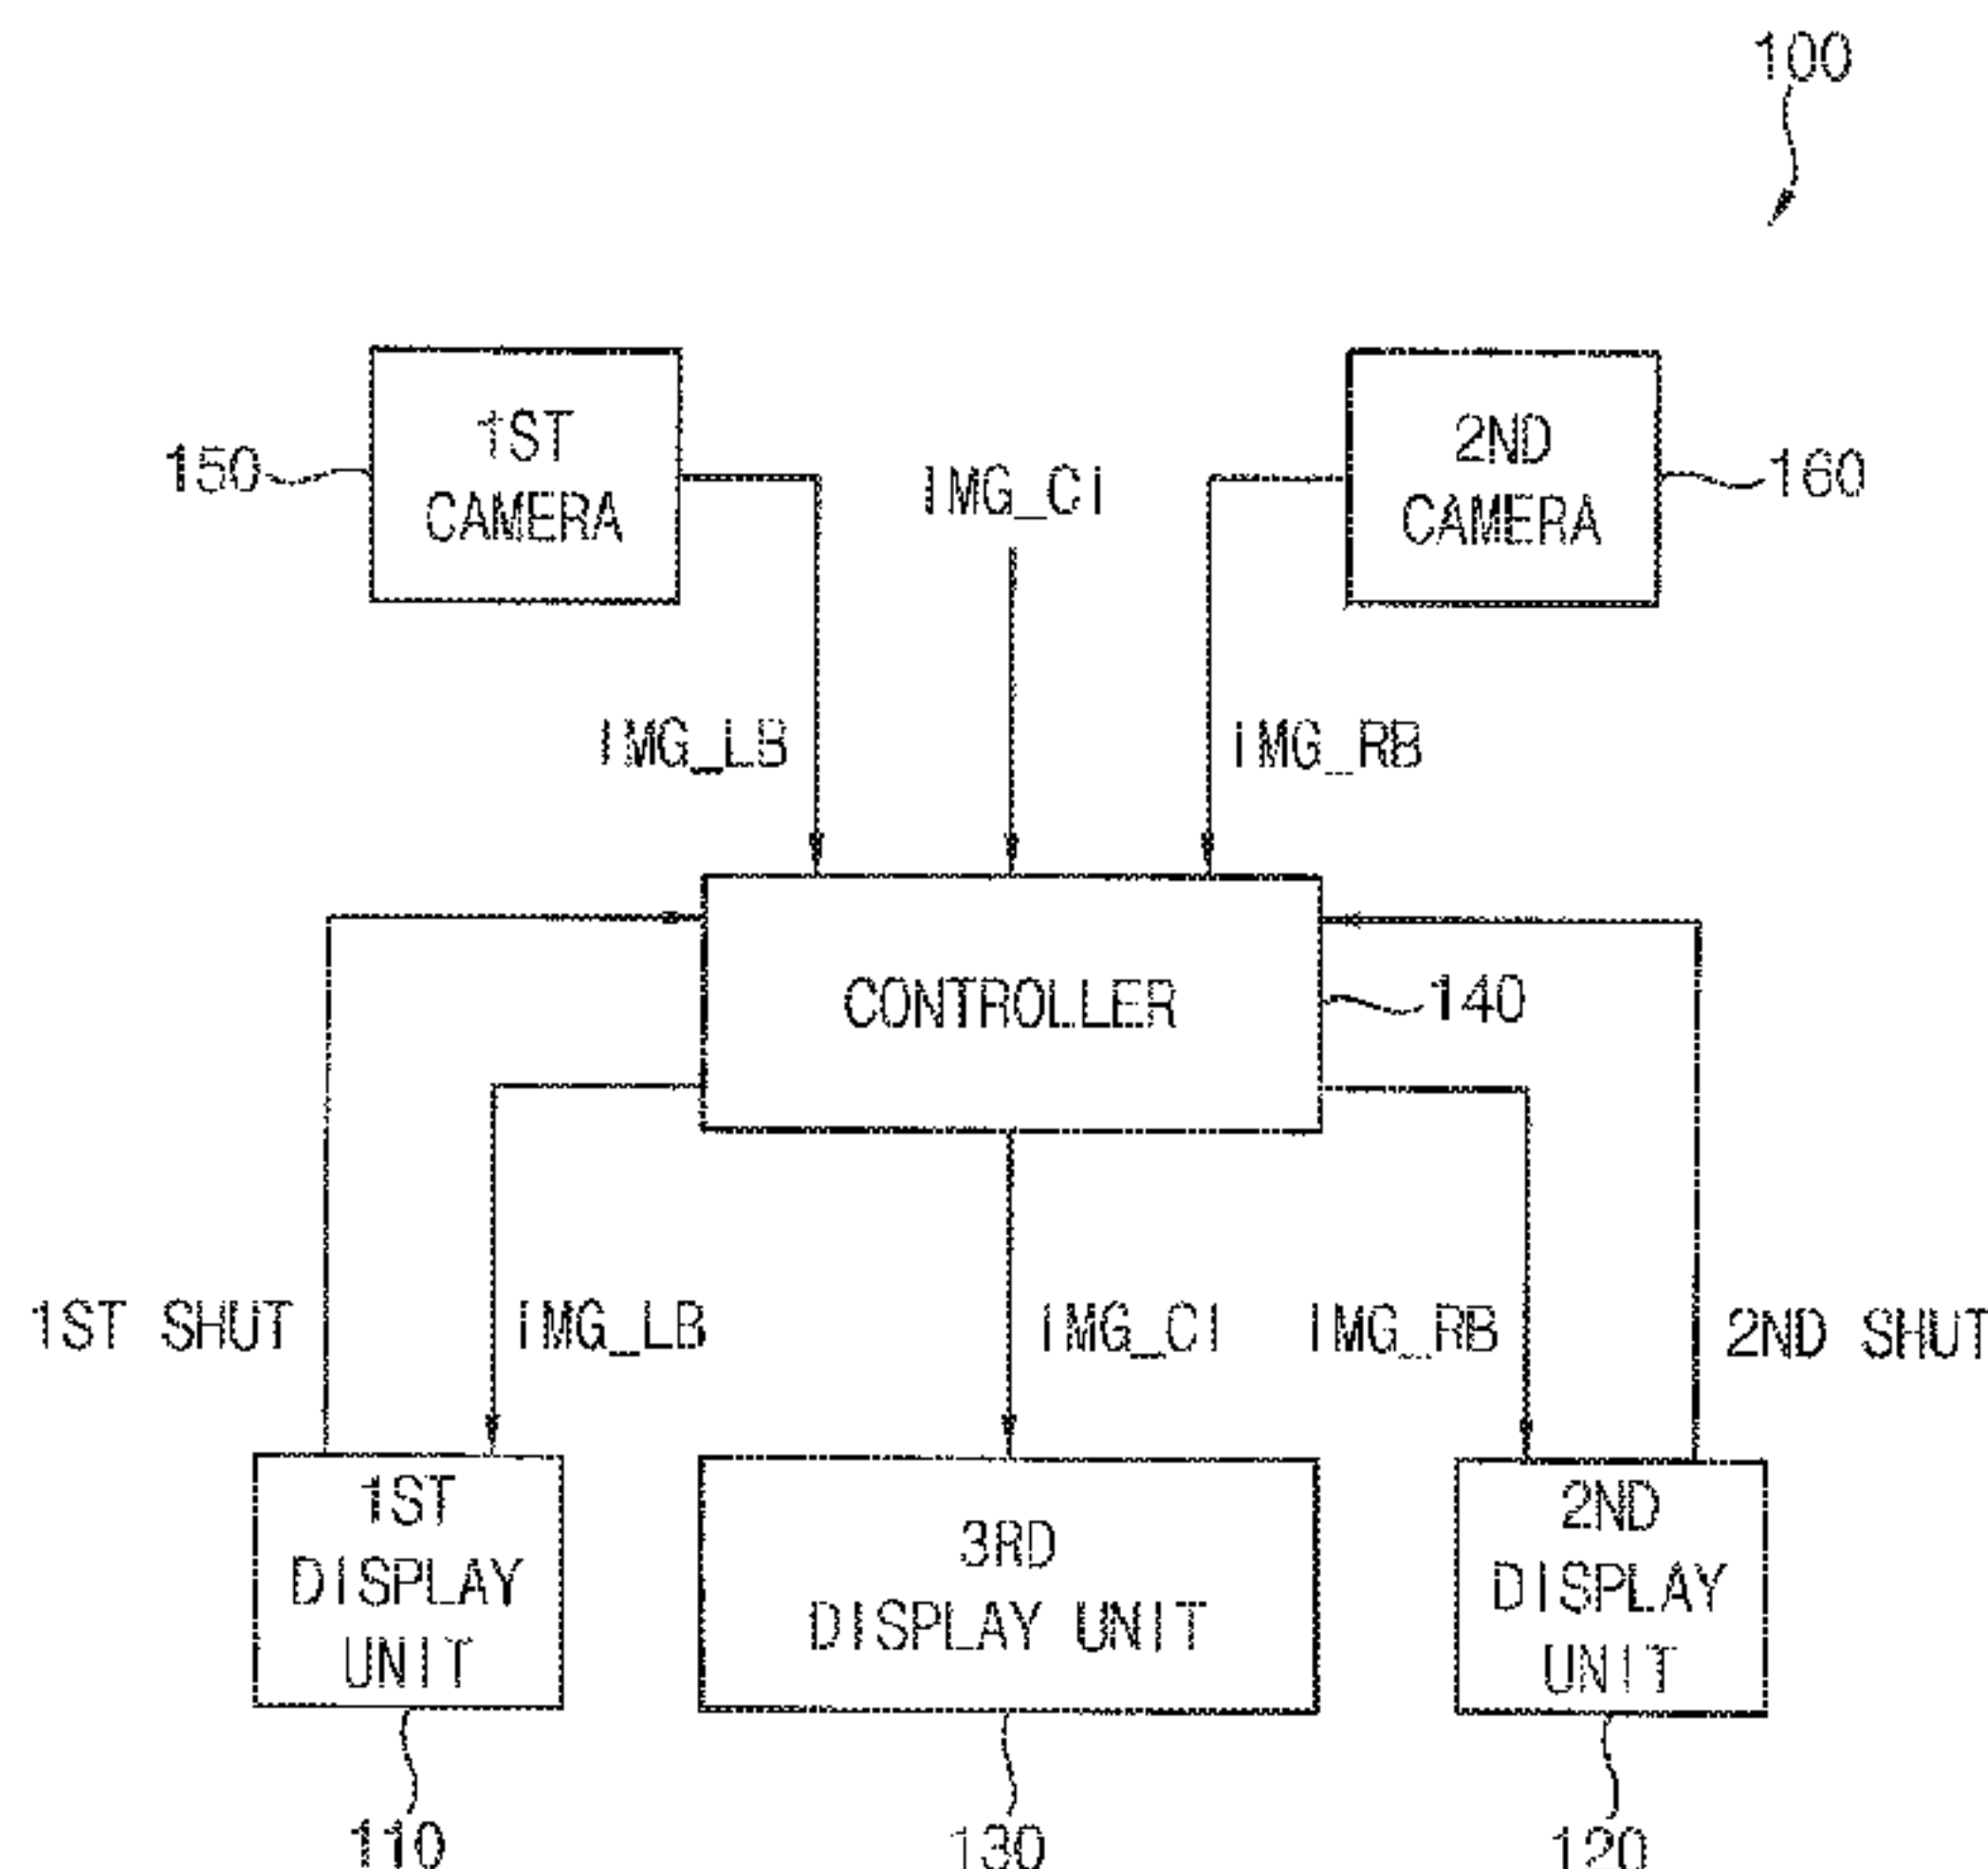 100
1ST
CAMERA
150
IMG_CI
2ND
CAMERA
160
IMG_LB
IMG_RB
CONTROLLER
140
1ST SHUT
IMG_LB
IMG_CI
IMG_RB
2ND SHUT
1ST
DISPLAY
UNIT
3RD
DISPLAY UNIT
2ND
DISPLAY
UNIT
110
130
120